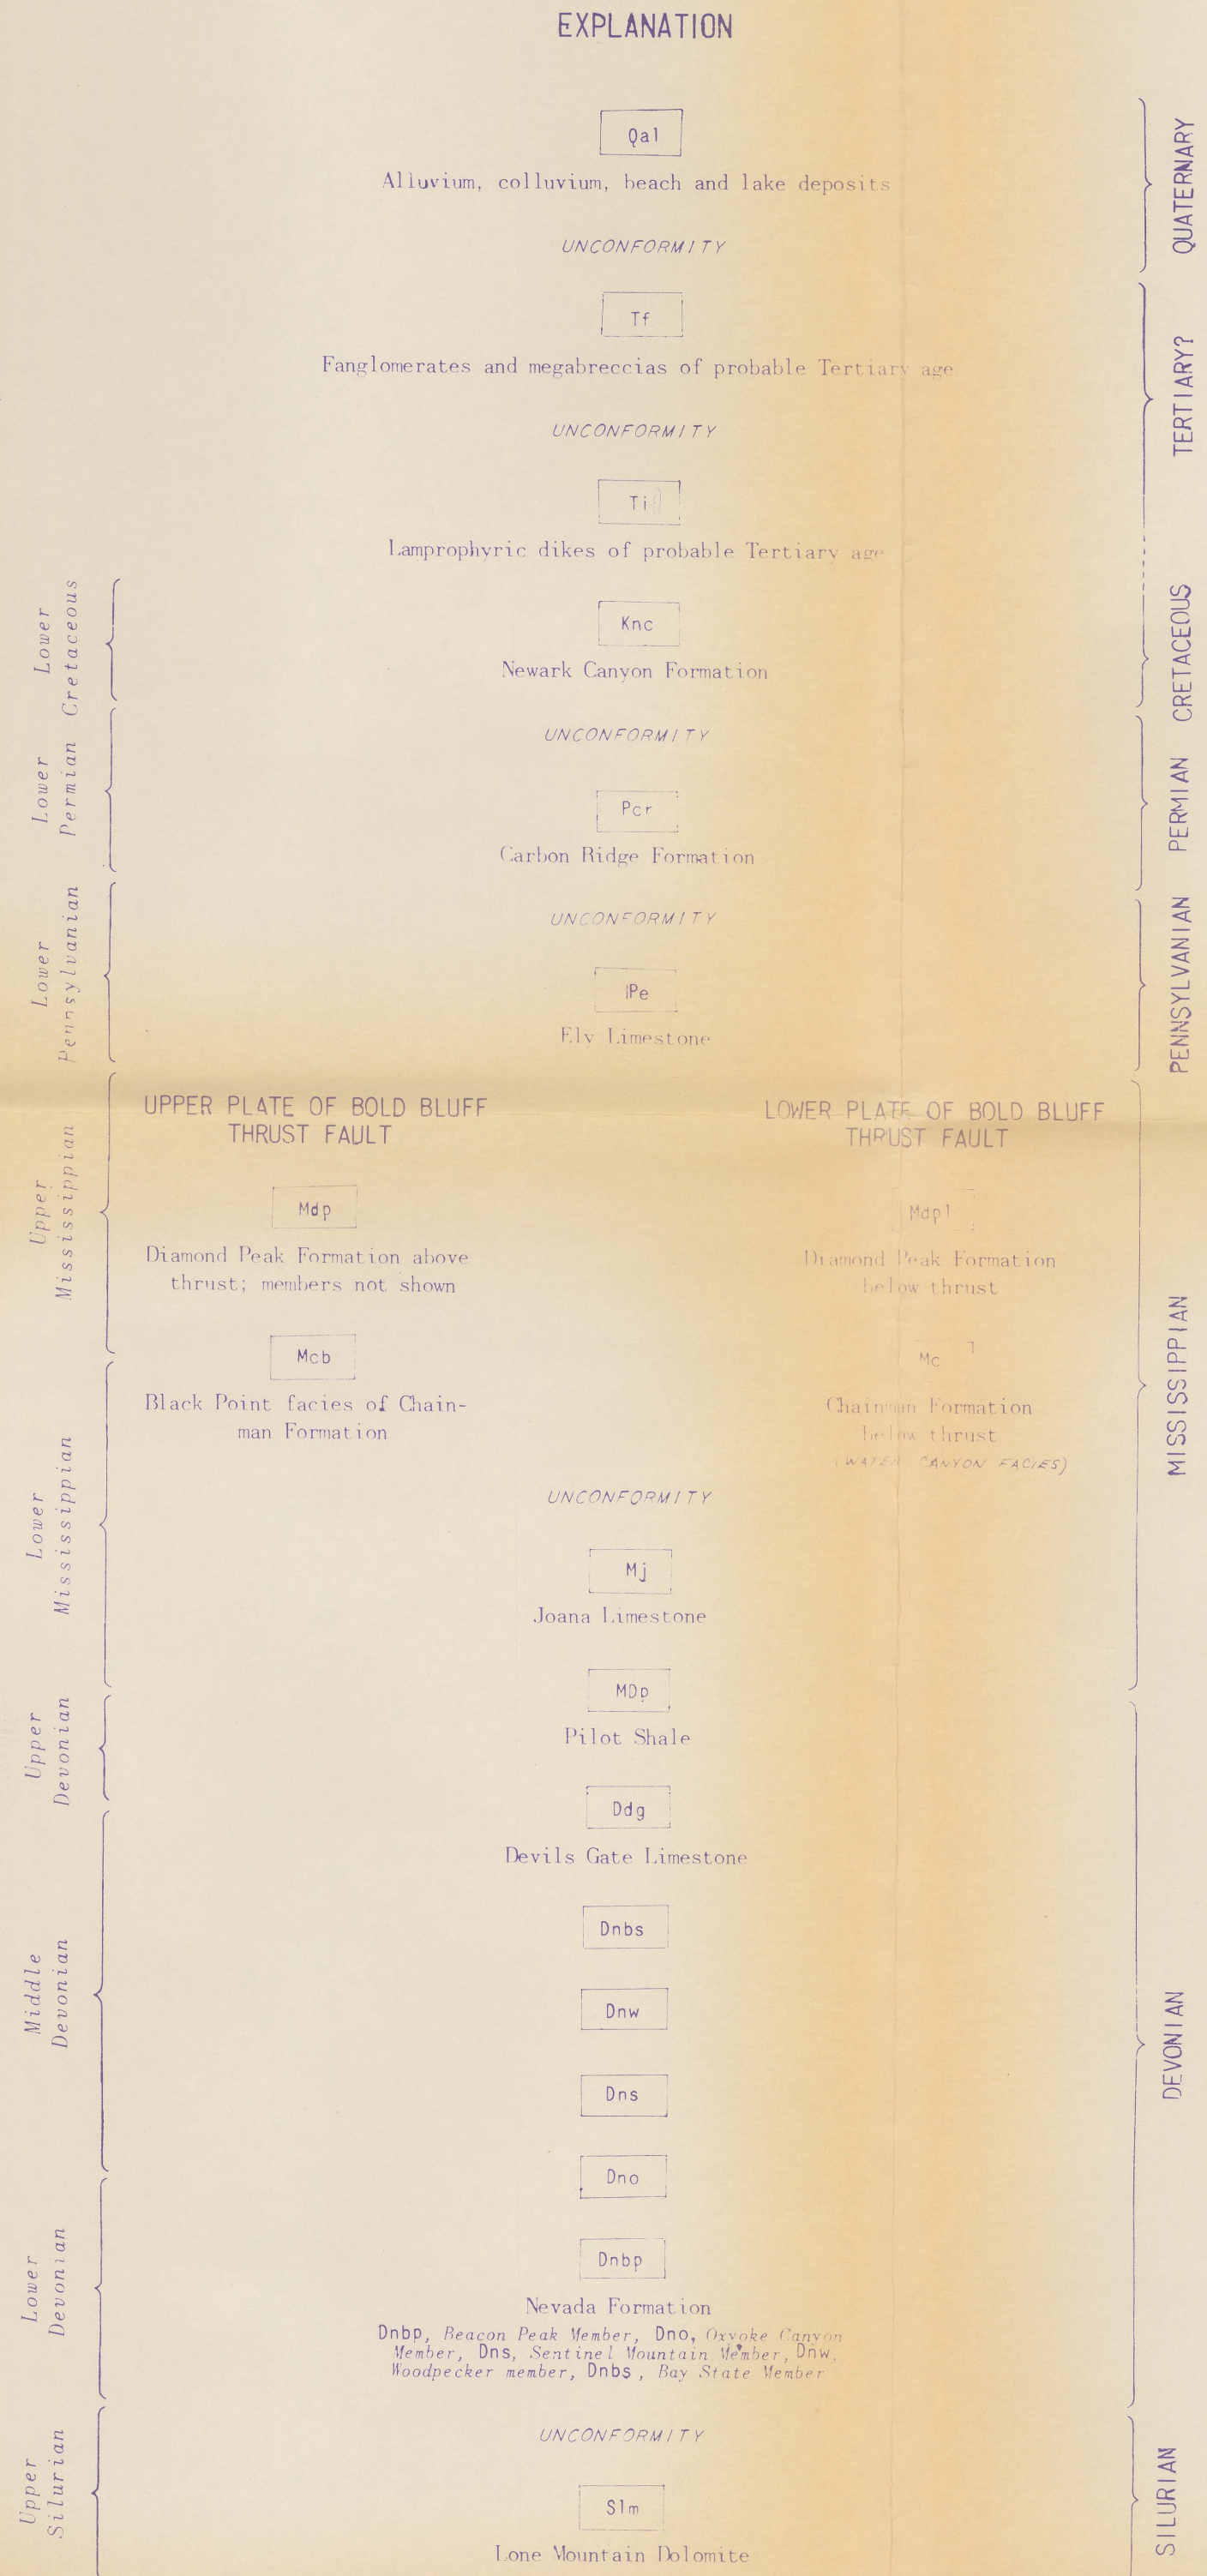 EXPLANATION
Qal
Alluvium, colluvium, beach and lake deposits
QUATERNARY
UNCONFORMITY
Tf
Fanglomerates and megabreccias of probable Tertiary age
TERTIARY?
UNCONFORMITY
Ti
Lamprophyric dikes of probable Tertiary age
Lower
Cretaceous
Knc
Newark Canyon Formation
CRETACEOUS
UNCONFORMITY
Lower
Permian
Pcr
Carbon Ridge Formation
PERMIAN
UNCONFORMITY
Lower
Pennsylvanian
IPe
Ely Limestone
PENNSYLVANIAN
UPPER PLATE OF BOLD BLUFF
THRUST FAULT
LOWER PLATE OF BOLD BLUFF
THRUST FAULT
Upper
Mississippian
Mdp
Diamond Peak Formation above
thrust; members not shown
Mdpl
Diamond Peak Formation
below thrust
Mcb
Black Point facies of Chain-
man Formation
Mc
Chainman Formation
below thrust
(WATER CANYON FACIES)
MISSISSIPPIAN
UNCONFORMITY
Lower
Mississippian
Mj
Joana Limestone
MDp
Pilot Shale
Upper
Devonian
Ddg
Devils Gate Limestone
Dnbs
Middle
Devonian
Dnw
DEVONIAN
Dns
Dno
Lower
Devonian
Dnbp
Nevada Formation
Dnbp, Beacon Peak Member, Dno, Oxyoke Canyon
Member, Dns, Sentinel Mountain Member, Dnw,
Woodpecker member, Dnbs, Bay State Member
UNCONFORMITY
Upper
Silurian
Slm
Lone Mountain Dolomite
SILURIAN